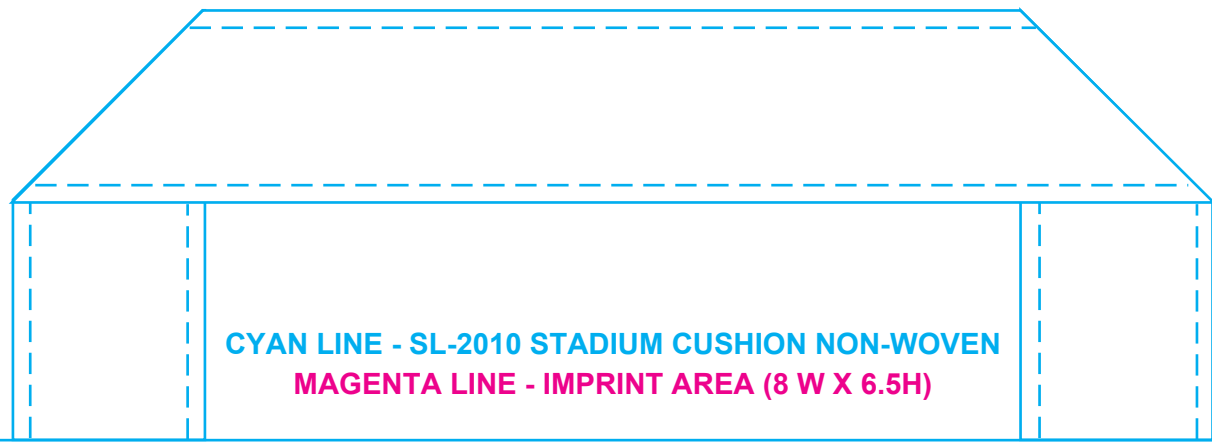 CYAN LINE - SL-2010 STADIUM CUSHION NON-WOVEN
MAGENTA LINE - IMPRINT AREA (8 W X 6.5H)